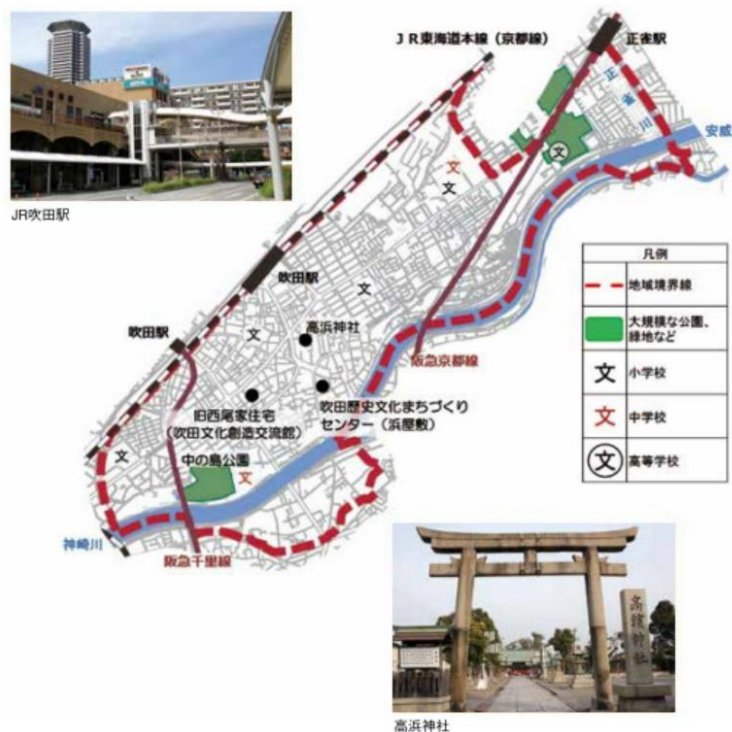 JR東海道本線（京都線）
正雀駅
正雀川
安威
JR吹田駅
文
文
文
吹田駅
文
吹田駅
文
高浜神社
阪急京都線
旧西尾家住宅
（吹田文化創造交流館）
吹田歴史文化まちづくり
センター（浜屋敷）
文
中の島公園
文
神崎川
阪急千里線
凡例
地域境界線
大規模な公園、
緑地など
文
小学校
文
中学校
文
高等学校
高濱神社
高浜神社